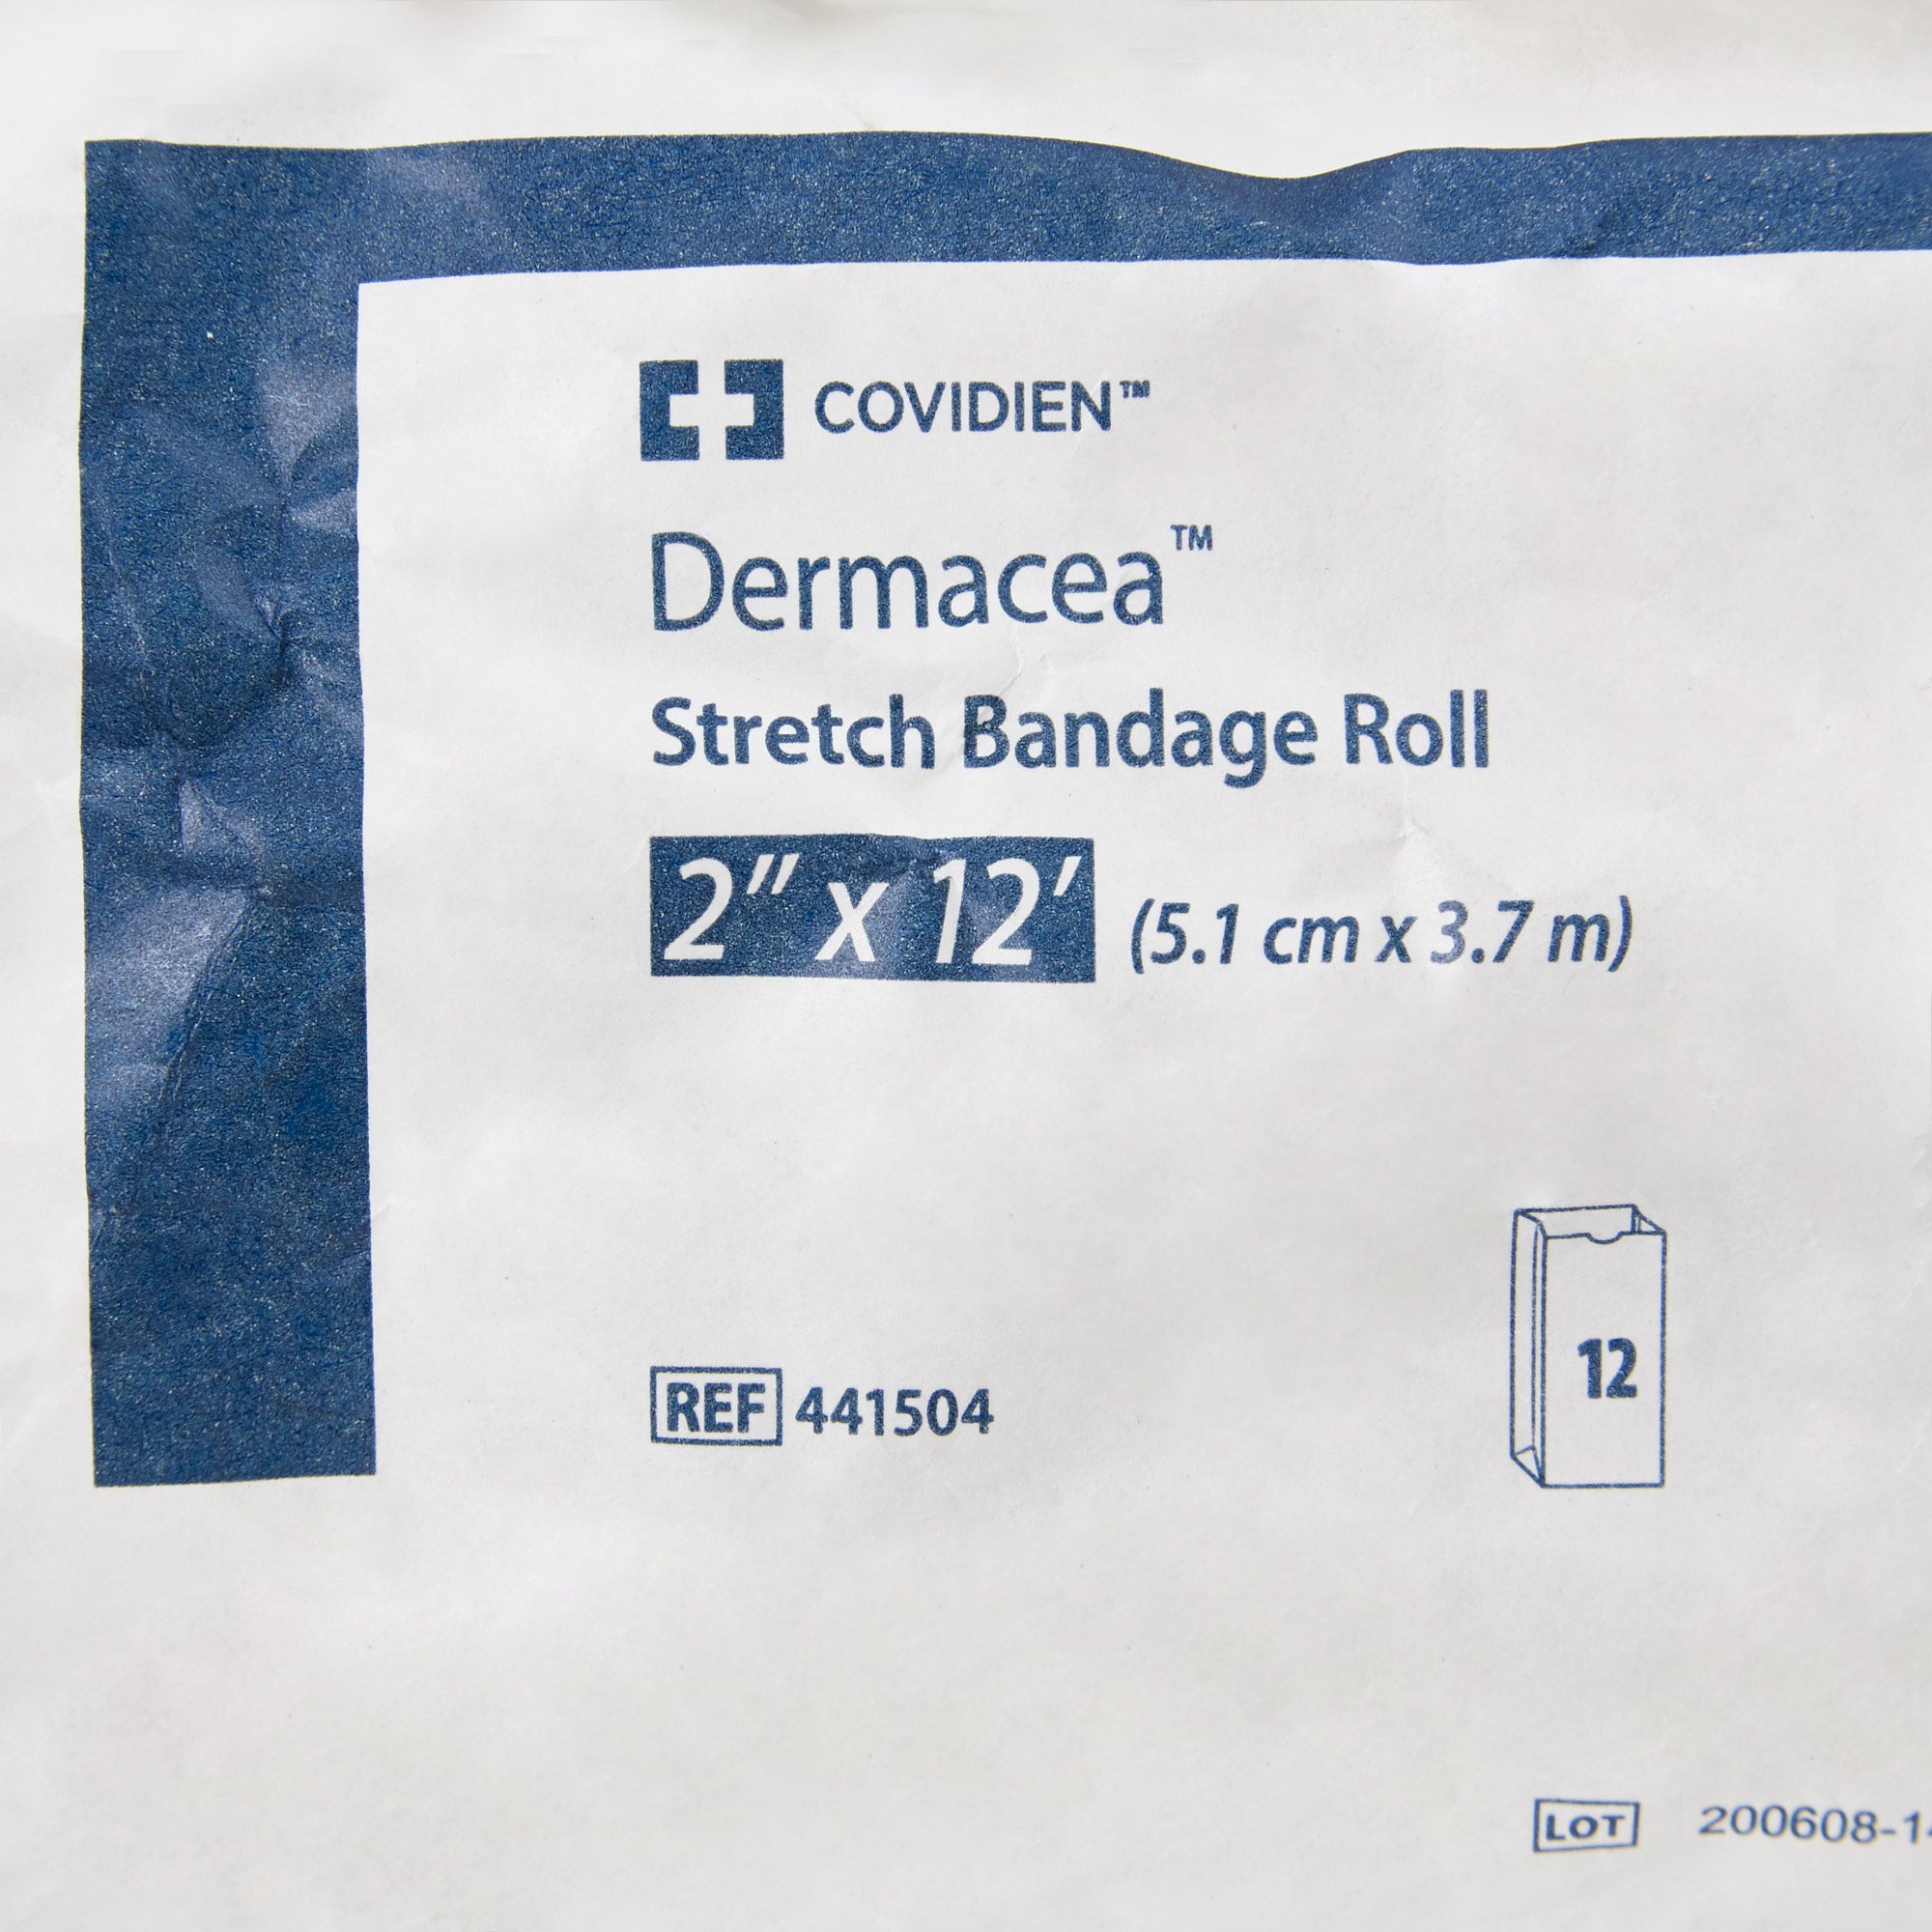 COVIDIEN™
Dermacea™
Stretch Bandage Roll
2" x 12' (5.1 cm x 3.7 m)
12
REF 441504
LOT 200608-1